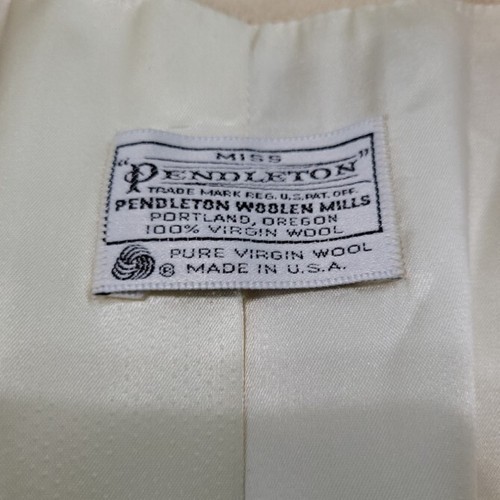 MISS
"PENDLETON"
TRADE MARK REG. U.S. PAT. OFF.
PENDLETON WOOLEN MILLS
PORTLAND, OREGON
100% VIRGIN WOOL
PURE VIRGIN WOOL
® MADE IN U.S.A.